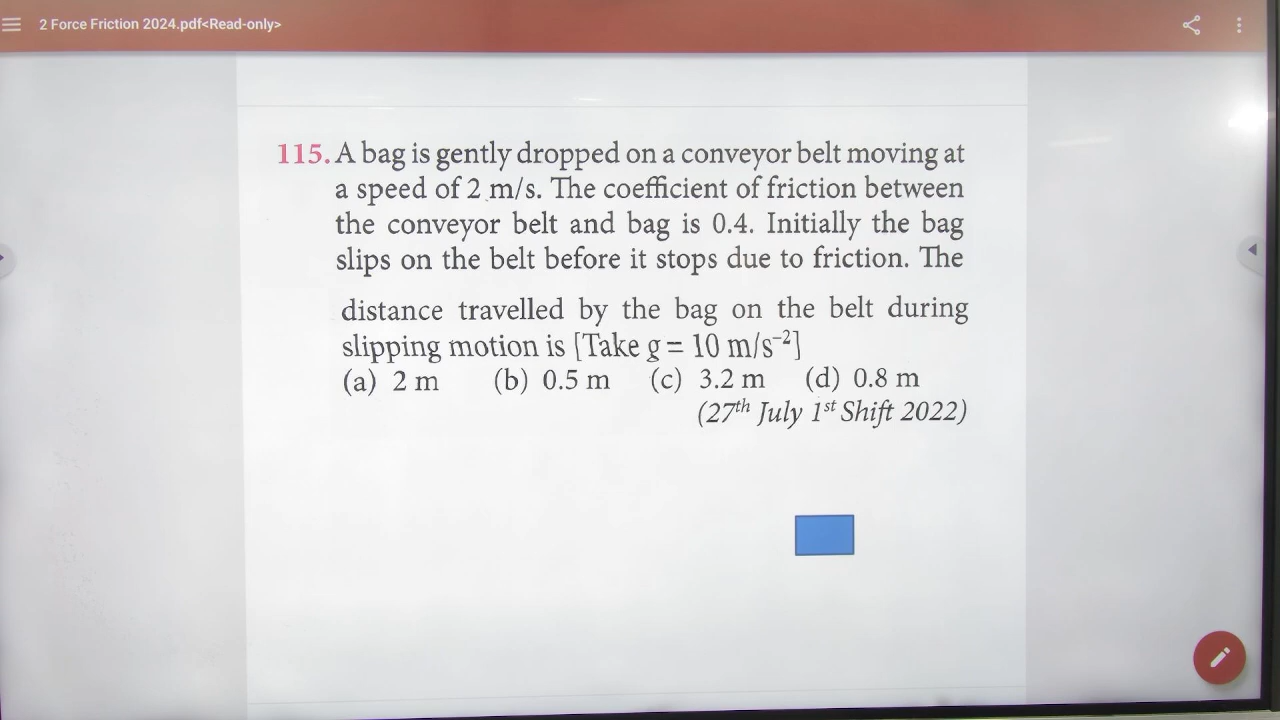 2 Force Friction 2024.pdf<Read-only>
115. A bag is gently dropped on a conveyor belt moving at
a speed of 2 m/s. The coefficient of friction between
the conveyor belt and bag is 0.4. Initially the bag
slips on the belt before it stops due to friction. The
distance travelled by the bag on the belt during
slipping motion is [Take g = 10 m/s⁻²]
(a) 2 m (b) 0.5 m (c) 3.2 m (d) 0.8 m
(27th July 1st Shift 2022)